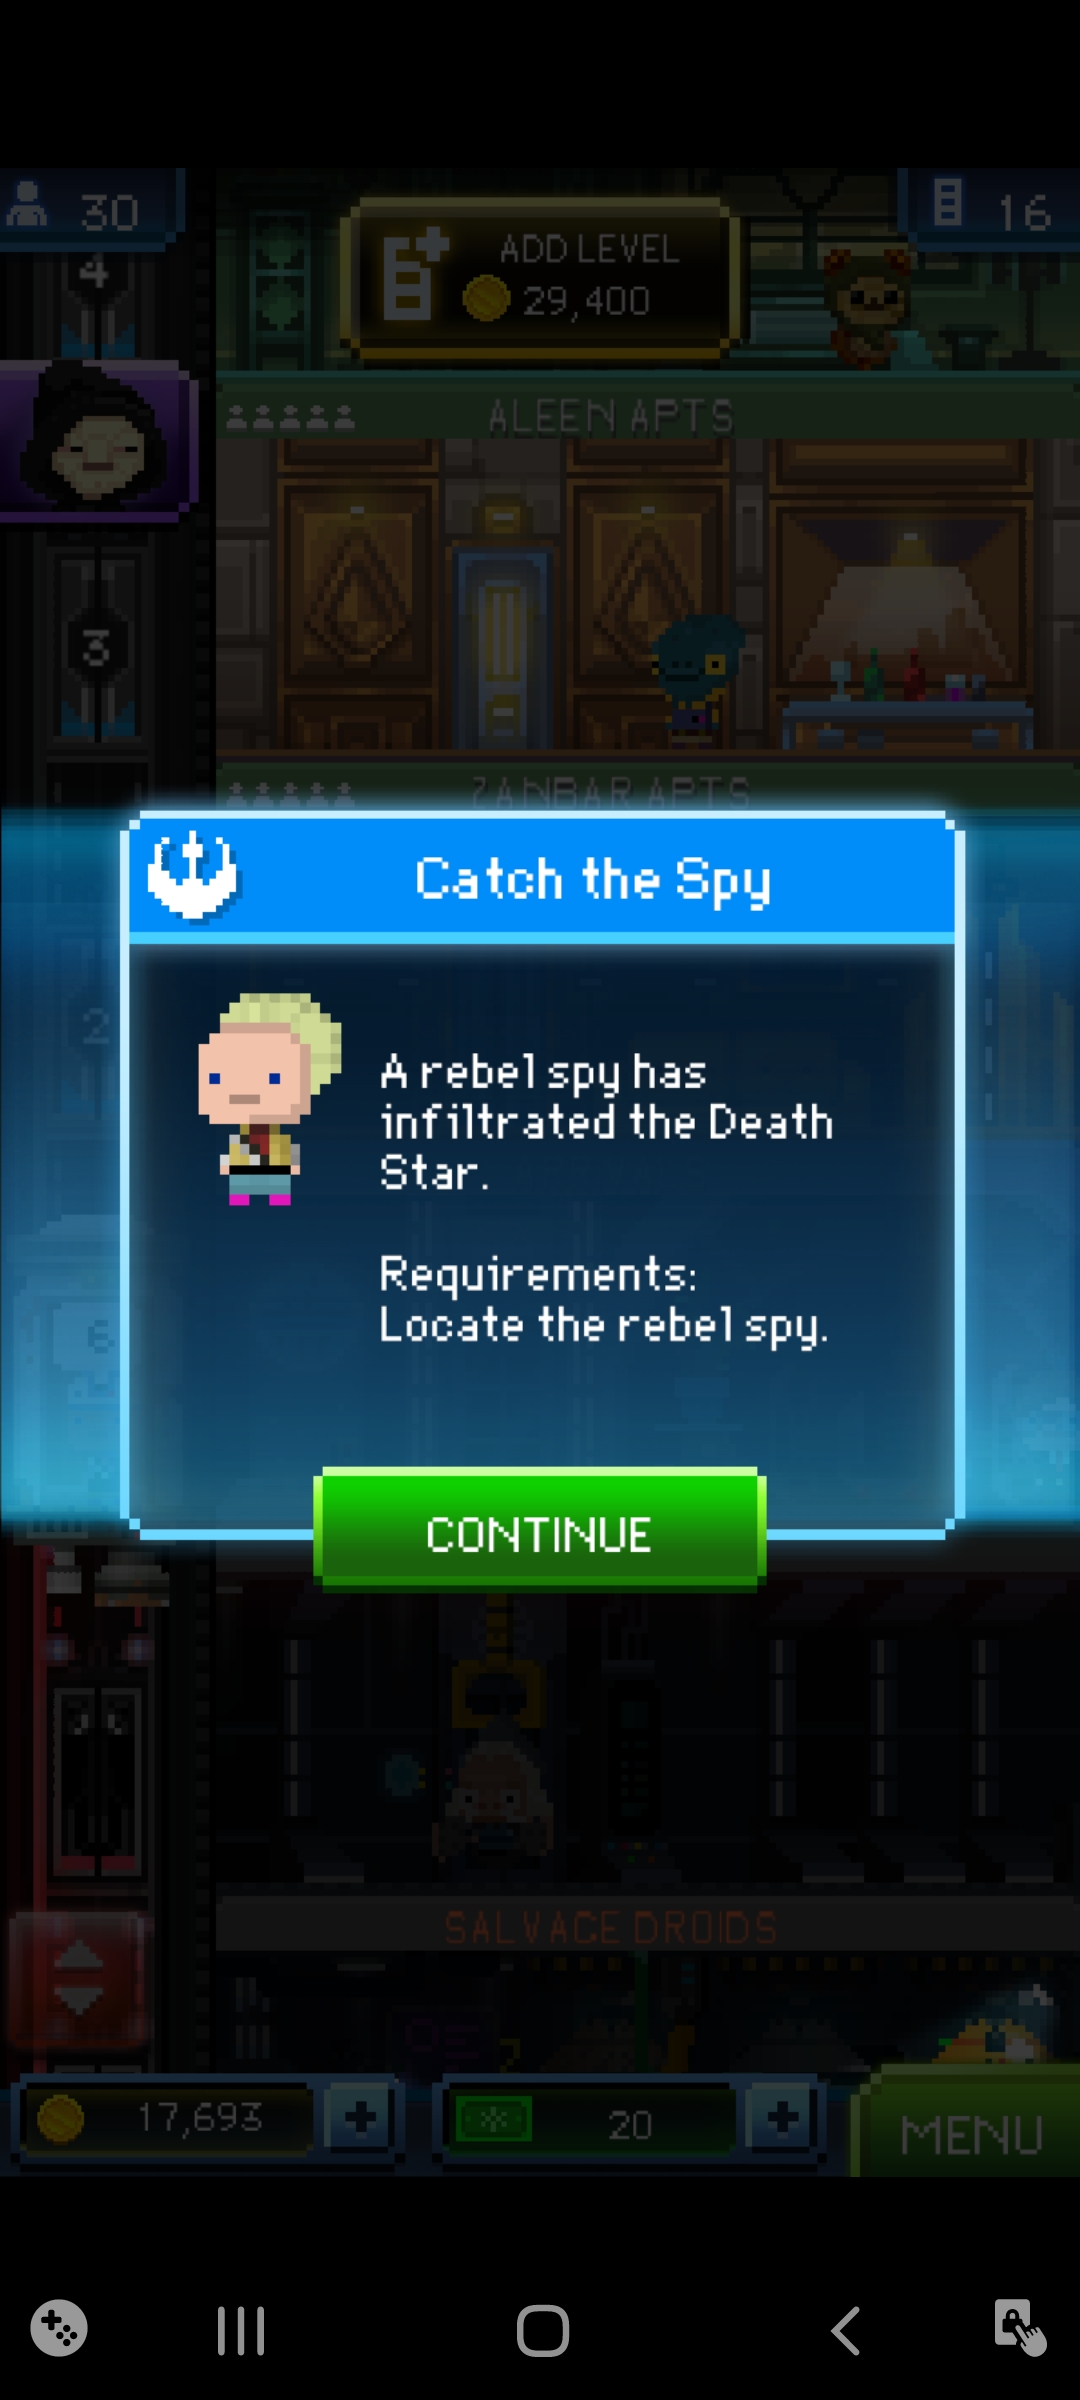 30
16
ADD LEVEL
29,400
4
ALEEN APTS
3
ZANBAR APTS
Catch the Spy
2
A rebel spy has
infiltrated the Death
Star.
Requirements:
Locate the rebel spy.
CONTINUE
SALVAGE DROIDS
17,693
20
MENU